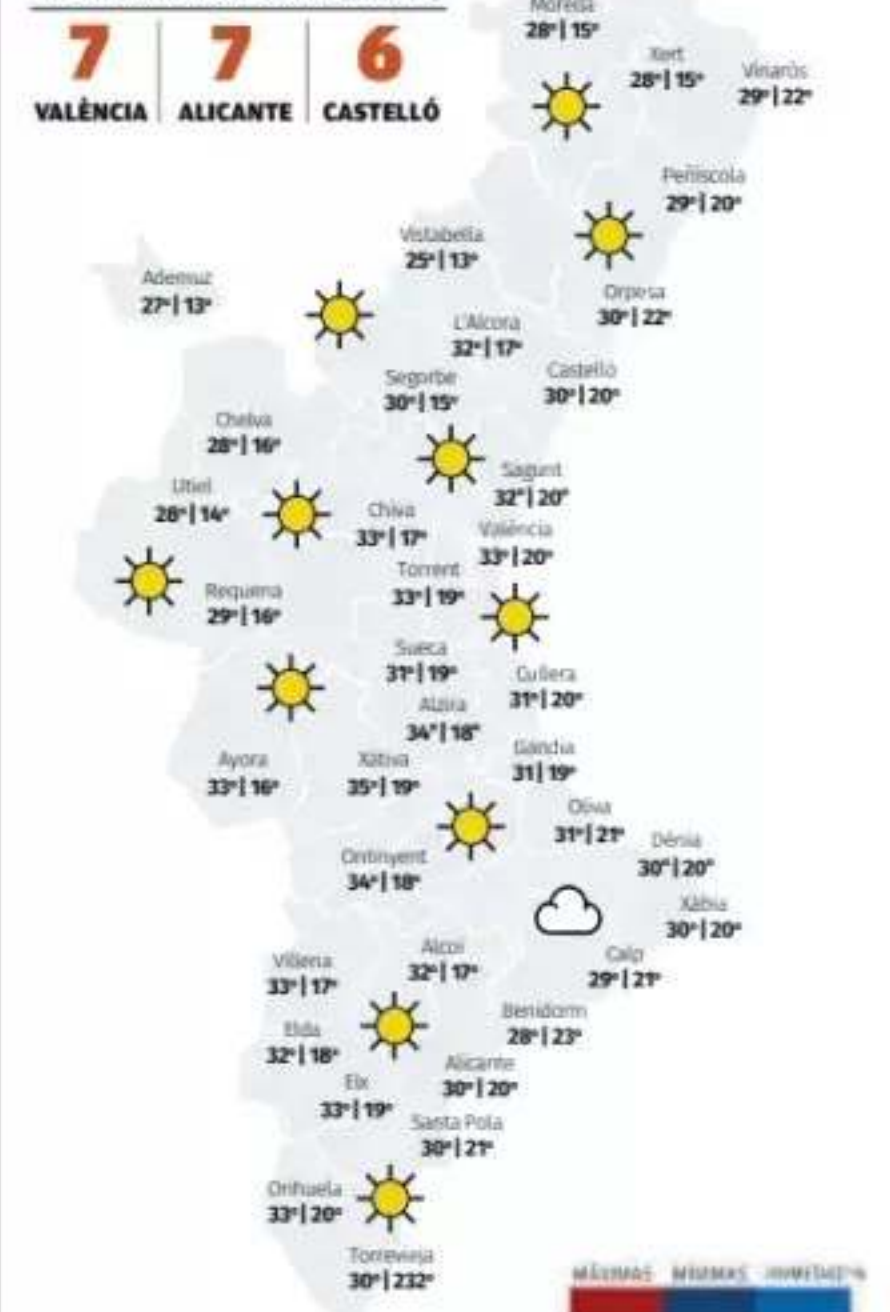 7 7 6
VALÈNCIA ALICANTE CASTELLÓ
Morella
28º|15º
Xert
28º|15º
Vinaròs
29º|22º
Peñíscola
29º|20º
Vistabella
25º|13º
Ademuz
27º|13º
Orpesa
30º|22º
L'Alcora
32º|17º
Castelló
30º|20º
Segorbe
30º|15º
Chelva
28º|16º
Sagunt
32º|20º
Utiel
28º|14º
Chiva
33º|17º
València
33º|20º
Torrent
33º|19º
Requena
29º|16º
Sueca
31º|19º
Cullera
31º|20º
Alzira
34º|18º
Gandia
31|19º
Ayora
33º|16º
Xàtiva
35º|19º
Oliva
31º|21º
Dénia
30º|20º
Ontinyent
34º|18º
Xàbia
30º|20º
Alcoi
32º|17º
Calp
29º|21º
Villena
33º|17º
Benidorm
28º|23º
Elda
32º|18º
Alicante
30º|20º
Elx
33º|19º
Santa Pola
30º|21º
Orihuela
33º|20º
Torrevieja
30º|232º
MÁXIMAS MÍNIMAS HUMEDAD %